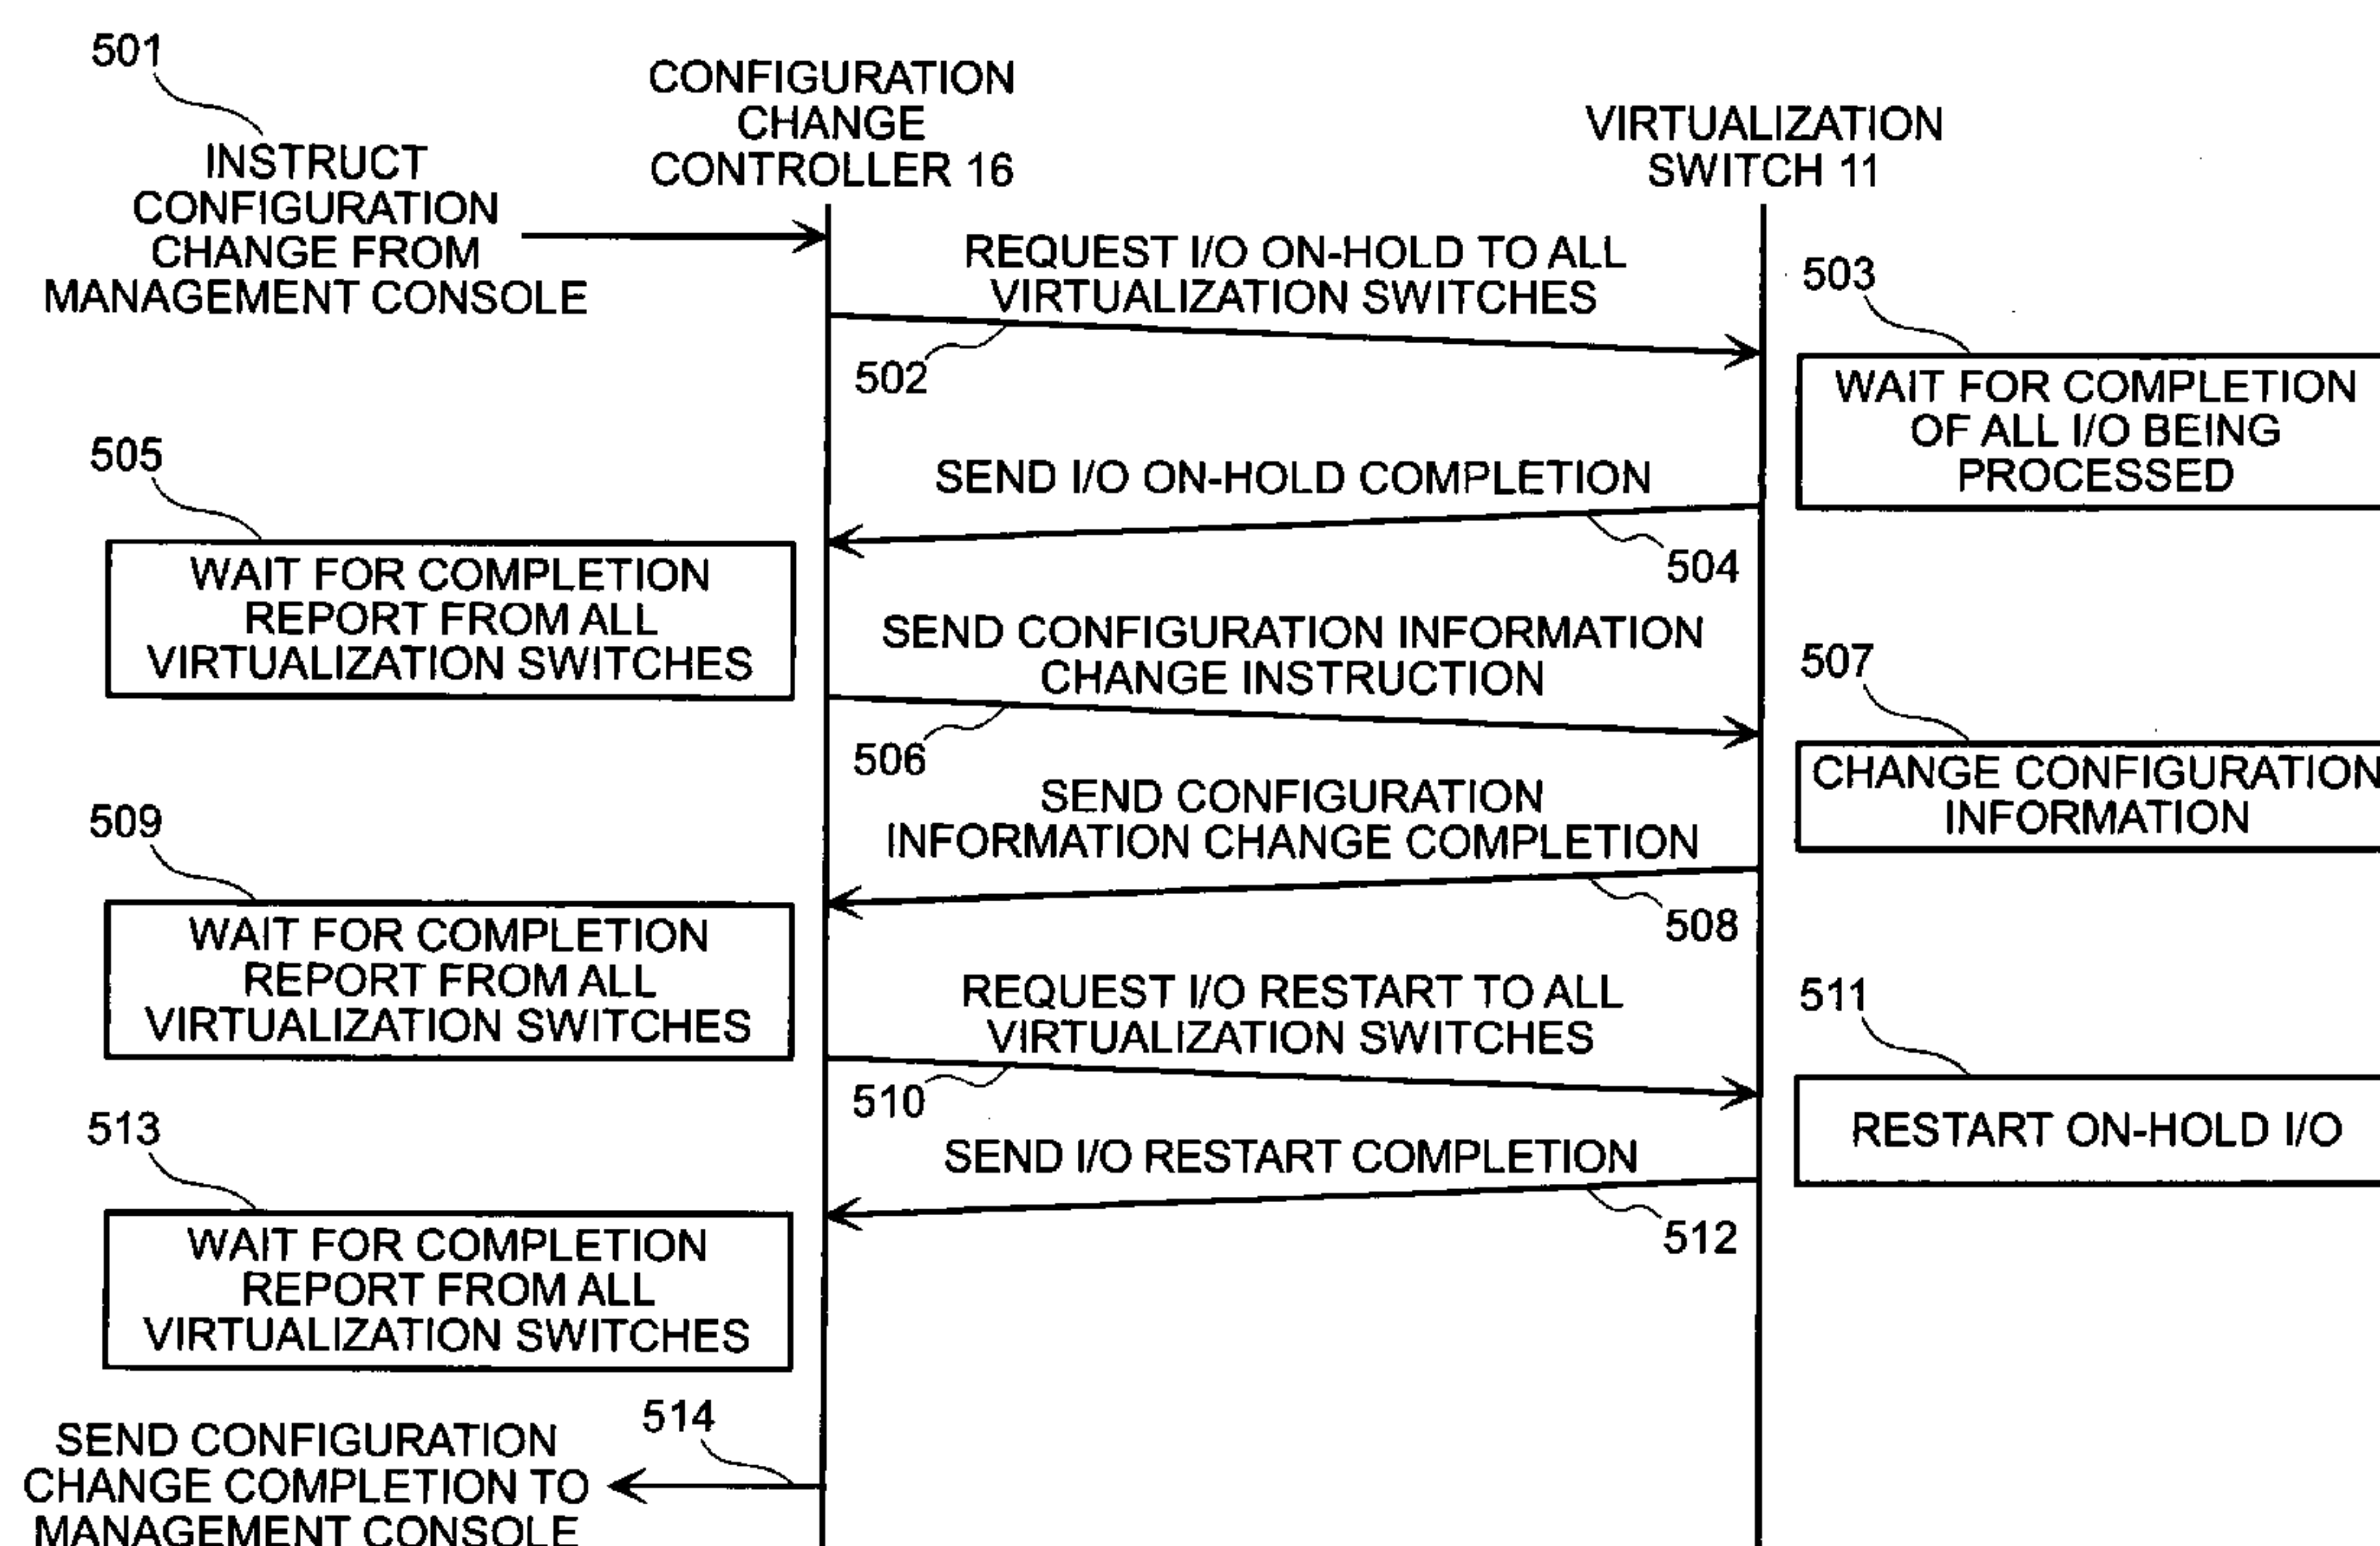 501
INSTRUCT
CONFIGURATION
CHANGE FROM
MANAGEMENT CONSOLE
CONFIGURATION
CHANGE
CONTROLLER 16
VIRTUALIZATION
SWITCH 11
REQUEST I/O ON-HOLD TO ALL
VIRTUALIZATION SWITCHES
502
503
WAIT FOR COMPLETION
OF ALL I/O BEING
PROCESSED
SEND I/O ON-HOLD COMPLETION
504
505
WAIT FOR COMPLETION
REPORT FROM ALL
VIRTUALIZATION SWITCHES
SEND CONFIGURATION INFORMATION
CHANGE INSTRUCTION
506
507
CHANGE CONFIGURATION
INFORMATION
SEND CONFIGURATION
INFORMATION CHANGE COMPLETION
508
509
WAIT FOR COMPLETION
REPORT FROM ALL
VIRTUALIZATION SWITCHES
REQUEST I/O RESTART TO ALL
VIRTUALIZATION SWITCHES
510
511
RESTART ON-HOLD I/O
SEND I/O RESTART COMPLETION
512
513
WAIT FOR COMPLETION
REPORT FROM ALL
VIRTUALIZATION SWITCHES
514
SEND CONFIGURATION
CHANGE COMPLETION TO
MANAGEMENT CONSOLE